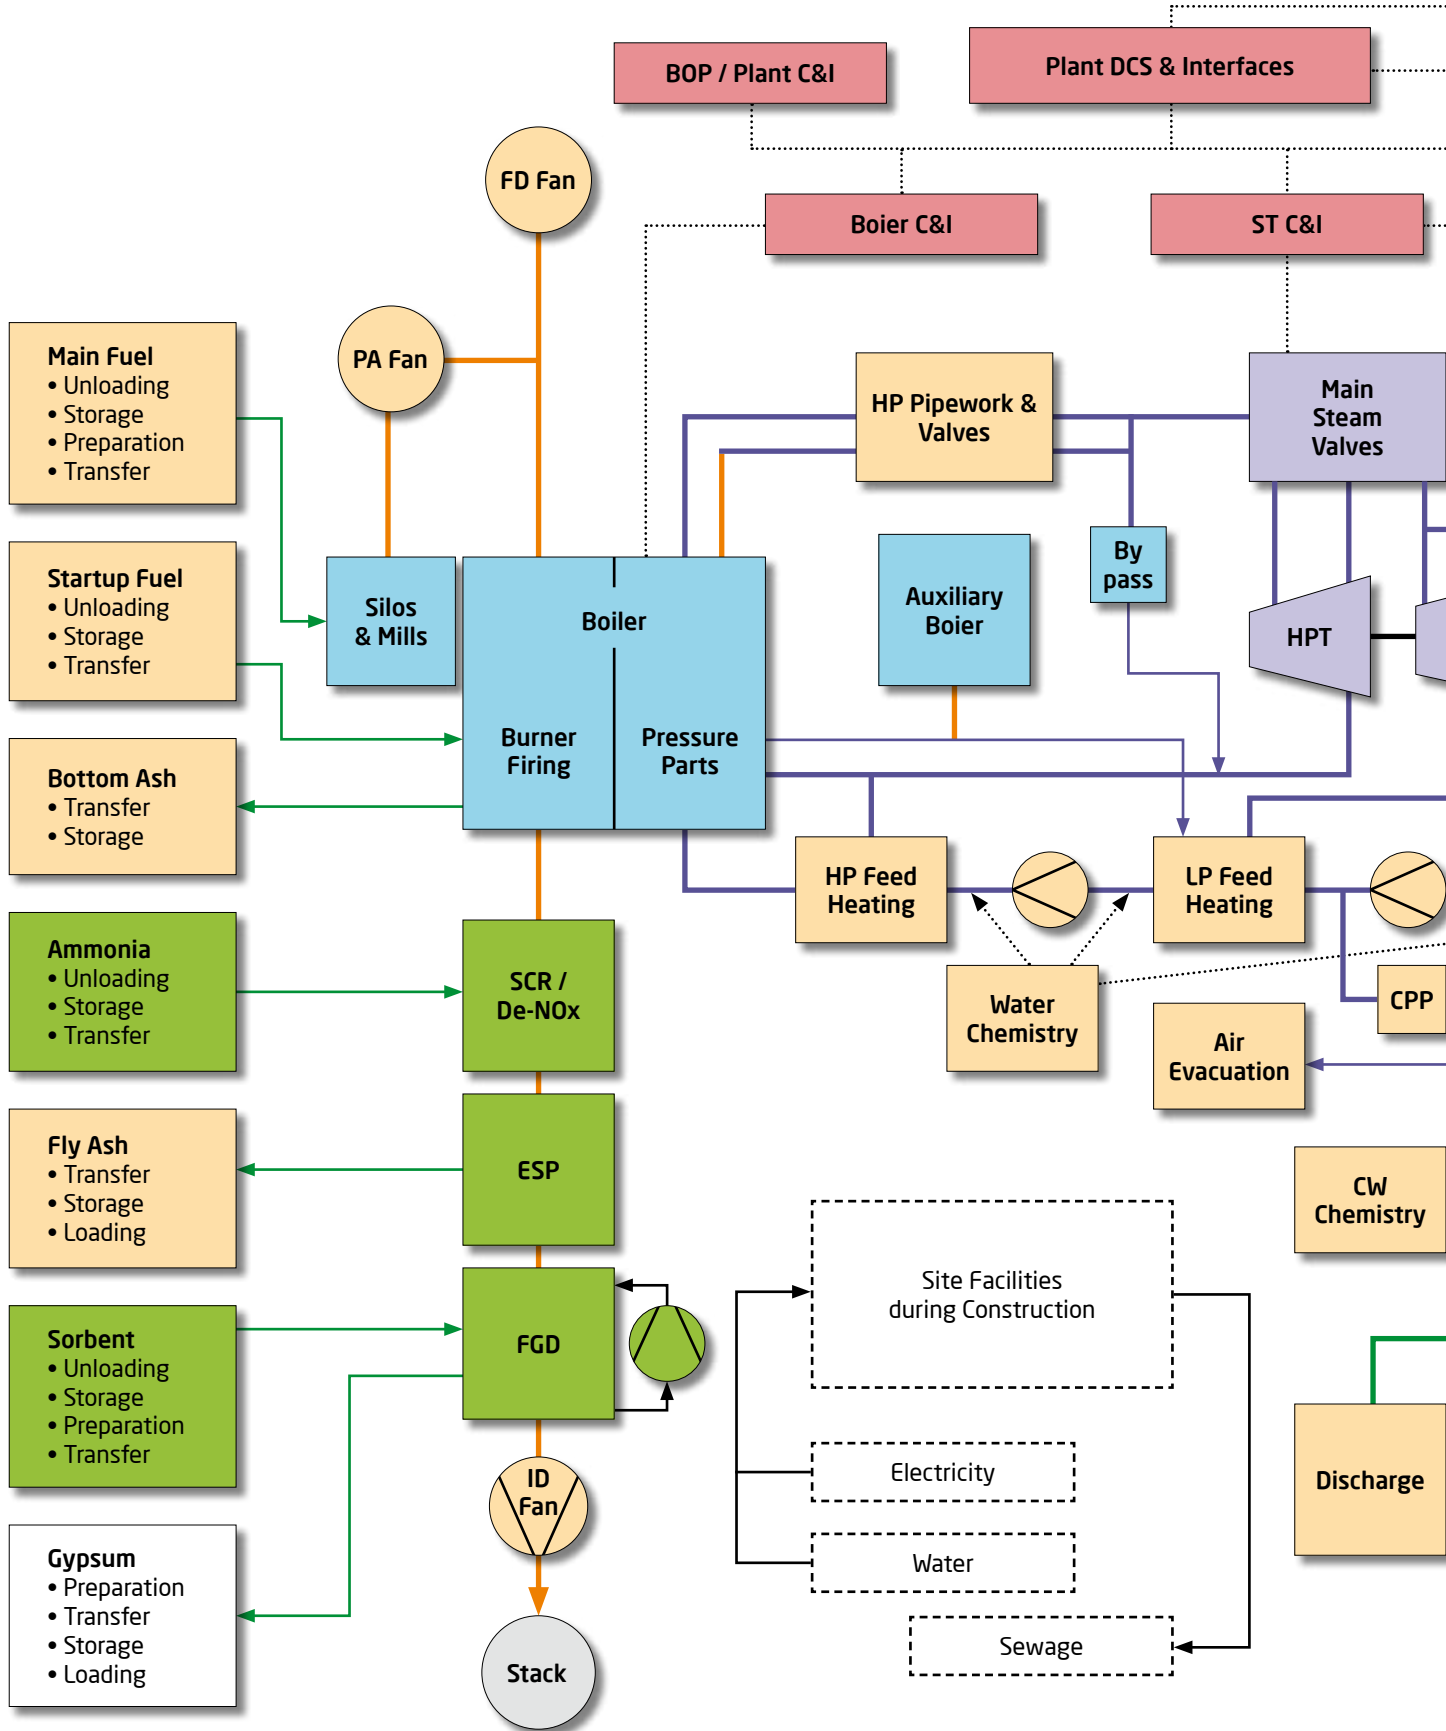 BOP / Plant C&I
Plant DCS & Interfaces
FD Fan
Boier C&I
ST C&I
PA Fan
Main Fuel
• Unloading
• Storage
• Preparation
• Transfer
HP Pipework &
Valves
Main
Steam
Valves
Startup Fuel
• Unloading
• Storage
• Transfer
Silos
& Mills
Boiler
Burner
Firing
Pressure
Parts
Auxiliary
Boier
By
pass
HPT
Bottom Ash
• Transfer
• Storage
HP Feed
Heating
LP Feed
Heating
Ammonia
• Unloading
• Storage
• Transfer
SCR /
De-NOx
Water
Chemistry
CPP
Air
Evacuation
Fly Ash
• Transfer
• Storage
• Loading
ESP
CW
Chemistry
Site Facilities
during Construction
Sorbent
• Unloading
• Storage
• Preparation
• Transfer
FGD
Electricity
Discharge
ID
Fan
Water
Gypsum
• Preparation
• Transfer
• Storage
• Loading
Sewage
Stack